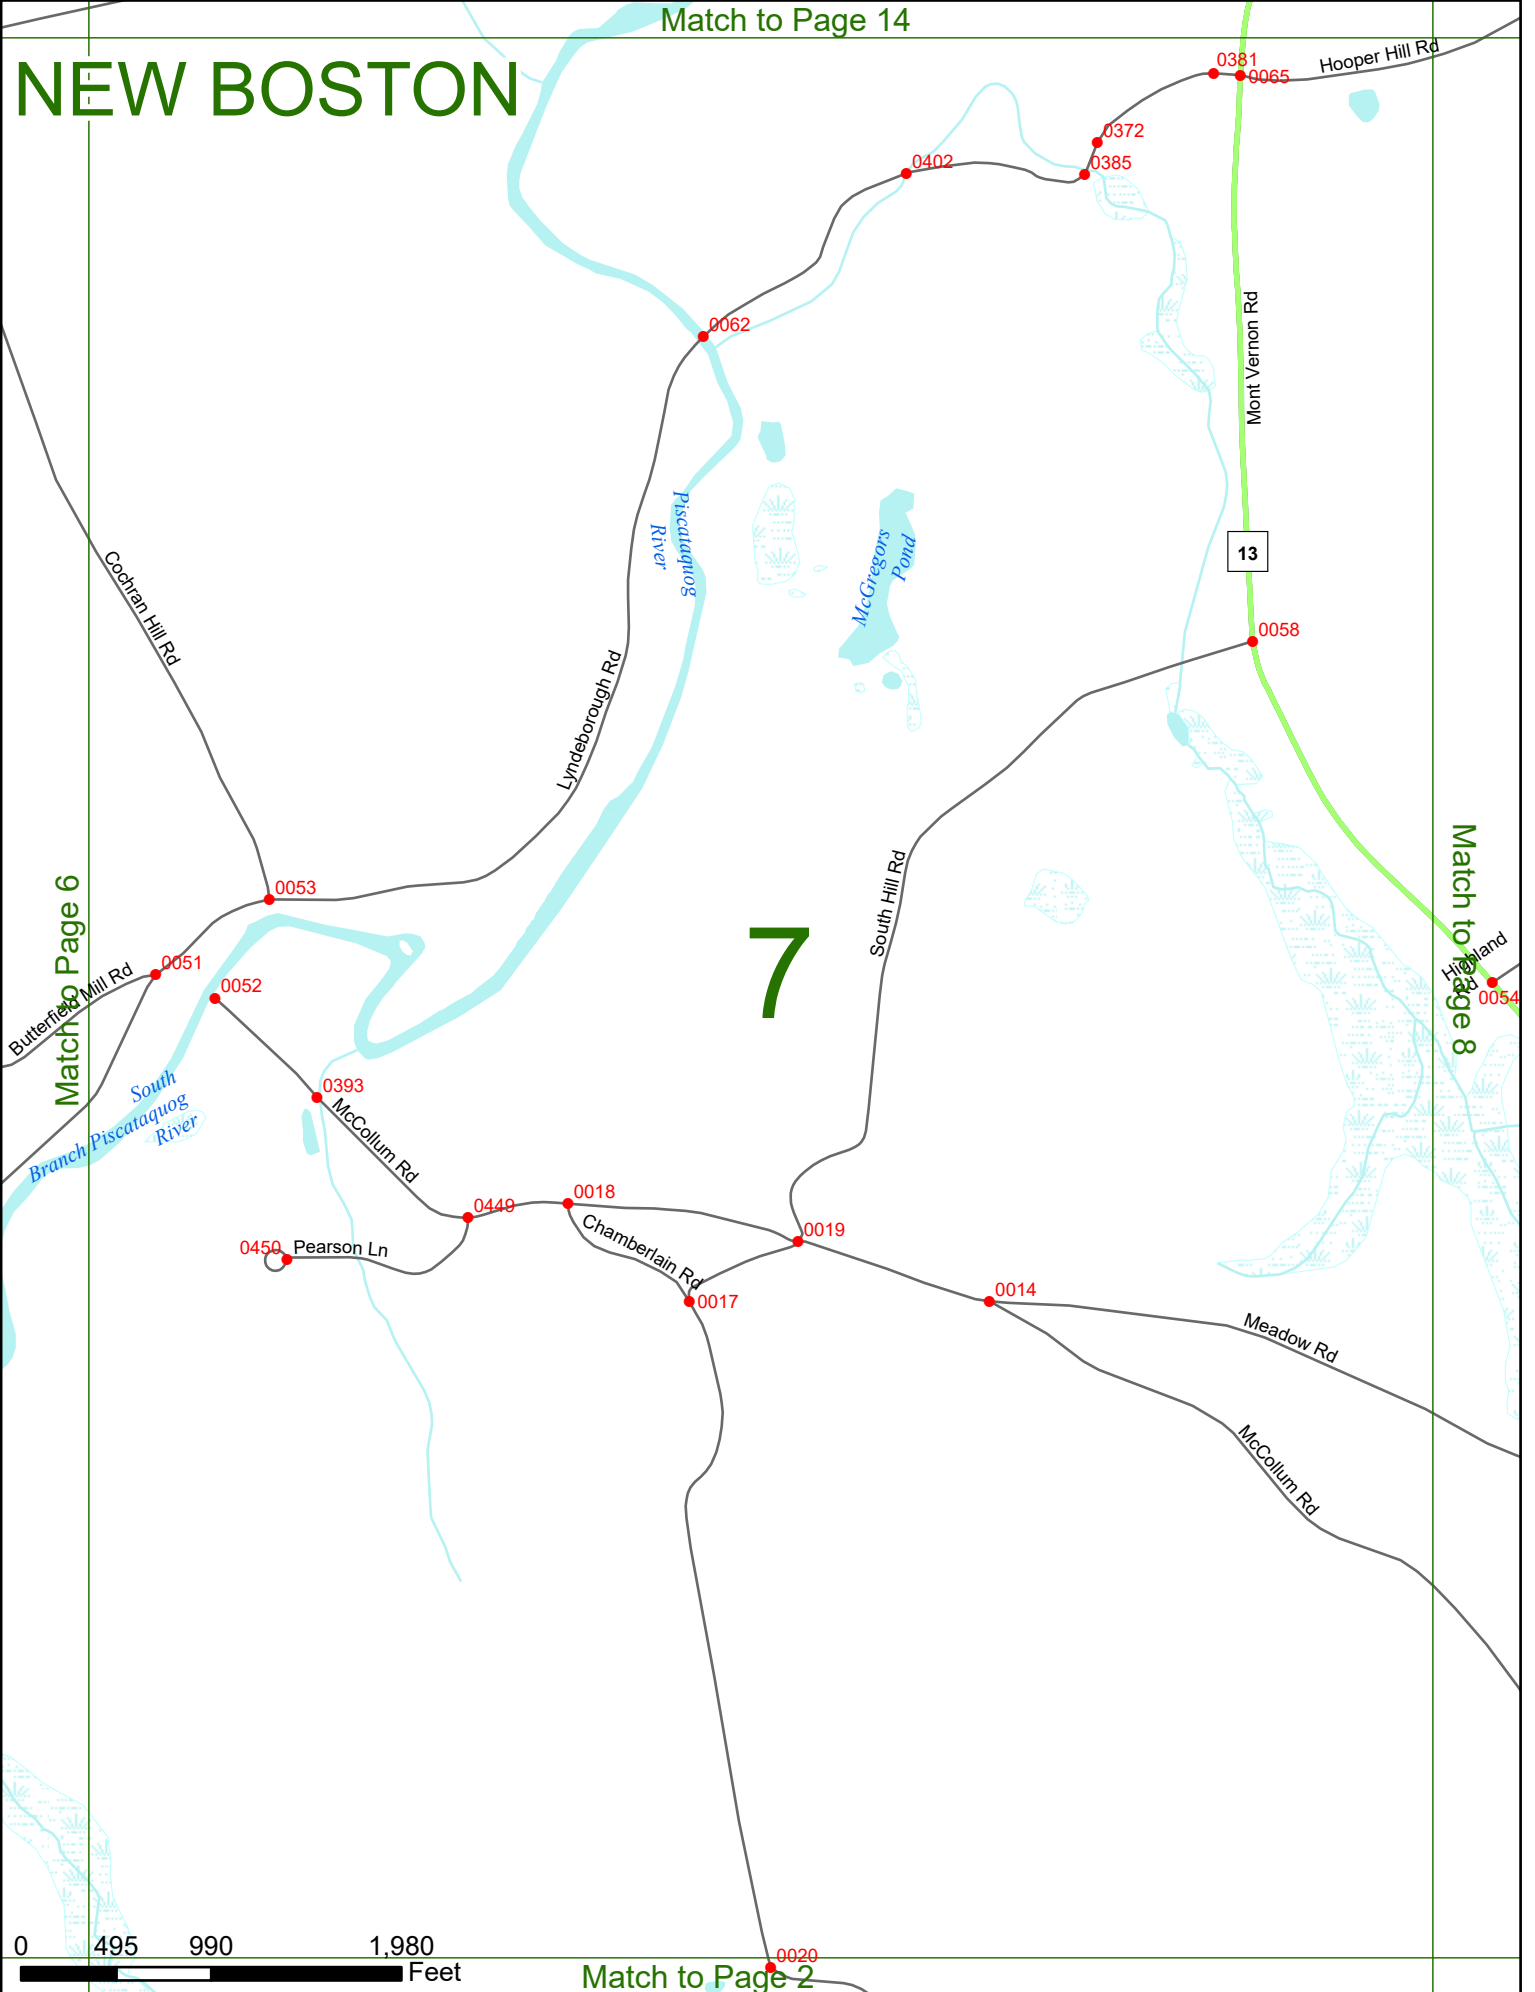 Match to Page 14
NEW BOSTON
0381
0065
Hooper Hill Rd
0372
0402
0385
0062
Mont Vernon Rd
Piscataquog
River
McGregors
Pond
13
0058
Cochran Hill Rd
Lyndeborough Rd
Match to Page 8
South Hill Rd
Match to Page 6
0053
7
Highland
Rd
0054
0051
0052
Butterfield Mill Rd
South
Branch Piscataquog
River
0393
McCollum Rd
0018
0449
Chamberlain Rd
0019
0450
Pearson Ln
0017
0014
Meadow Rd
McCollum Rd
0 495 990 1,980
Feet
0020
Match to Page 2